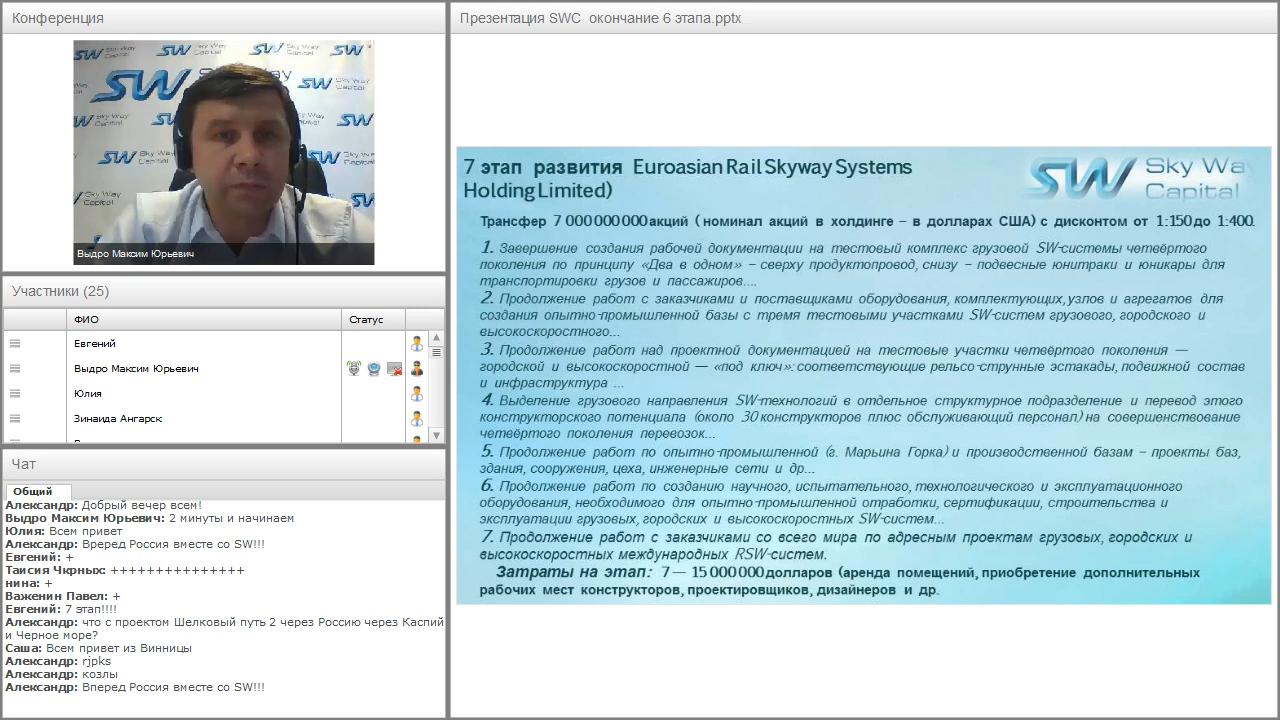 Конференция
SW Sky Way Capital
Выдро Максим Юрьевич
Участники (25)
ФИО Статус
Евгений
Выдро Максим Юрьевич
Юлия
Зинаида Ангарск
Чат
Общий
Александр: Добрый вечер всем!
Выдро Максим Юрьевич: 2 минуты и начинаем
Юлия: Всем привет
Александр: Вреред Россия вместе со SW!!!
Евгений: +
Таисия Чкрных: +++++++++++++++
нина: +
Важенин Павел: +
Евгений: 7 этап!!!!
Александр: что с проектом Шелковый путь 2 через Россию через Каспий
и Черное море?
Саша: Всем привет из Винницы
Александр: rjpks
Александр: козлы
Александр: Вперед Россия вместе со SW!!!
Презентация SWC окончание 6 этапа.pptx
7 этап развития Euroasian Rail Skyway Systems
Holding Limited)
SW Sky Way
Capital
Трансфер 7 000 000 000 акций ( номинал акций в холдинге – в долларах США) с дисконтом от 1:150 до 1:400.
1. Завершение создания рабочей документации на тестовый комплекс грузовой SW-системы четвёртого
поколения по принципу «Два в одном» – сверху продуктопровод, снизу – подвесные юнитраки и юникары для
транспортировки грузов и пассажиров....
2. Продолжение работ с заказчиками и поставщиками оборудования, комплектующих, узлов и агрегатов для
создания опытно-промышленной базы с тремя тестовыми участками SW-систем грузового, городского и
высокоскоростного...
3. Продолжение работ над проектной документацией на тестовые участки четвёртого поколения —
городской и высокоскоростной — «под ключ»: соответствующие рельсо-струнные эстакады, подвижной состав
и инфраструктура ...
4. Выделение грузового направления SW-технологий в отдельное структурное подразделение и перевод этого
конструкторского потенциала (около 30 конструкторов плюс обслуживающий персонал) на совершенствование
четвёртого поколения перевозок...
5. Продолжение работ по опытно-промышленной (г. Марьина Горка) и производственной базам – проекты баз,
здания, сооружения, цеха, инженерные сети и др...
6. Продолжение работ по созданию научного, испытательного, технологического и эксплуатационного
оборудования, необходимого для опытно-промышленной отработки, сертификации, строительства и
эксплуатации грузовых, городских и высокоскоростных SW-систем...
7. Продолжение работ с заказчиками со всего мира по адресным проектам грузовых, городских и
высокоскоростных международных RSW-систем.
Затраты на этап: 7 — 15 000 000 долларов (аренда помещений, приобретение дополнительных
рабочих мест конструкторов, проектировщиков, дизайнеров и др.